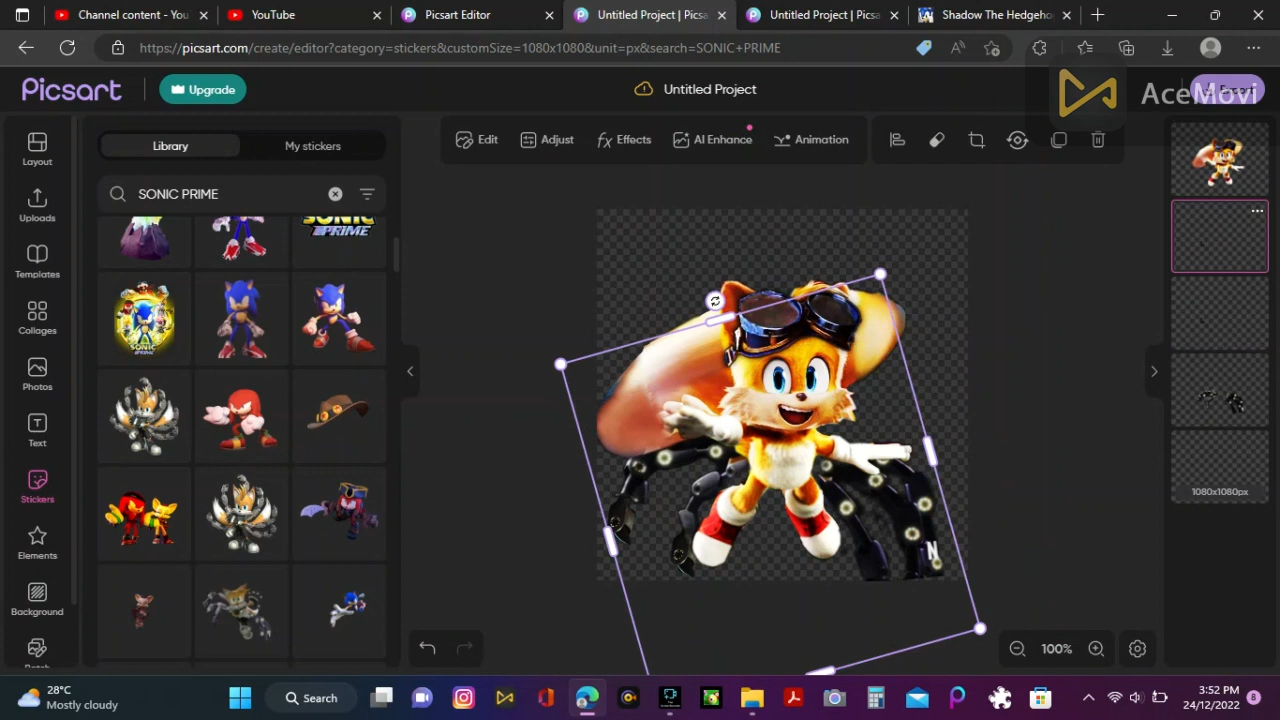 Channel content - You
YouTube
Picsart Editor
Untitled Project | Picsa
Untitled Project | Picsa
Shadow The Hedgeho
https://picsart.com/create/editor?category=stickers&customSize=1080x1080&unit=px&search=SONIC+PRIME
Picsart
Upgrade
Untitled Project
AceMovi
Layout
Uploads
Templates
Collages
Photos
Text
Stickers
Elements
Background
Library
My stickers
SONIC PRIME
SONIC
PRIME
SONIC
Edit
Adjust
Effects
AI Enhance
Animation
N
1080x1080px
100%
28°C
Mostly cloudy
Search
3:52 PM
24/12/2022
8